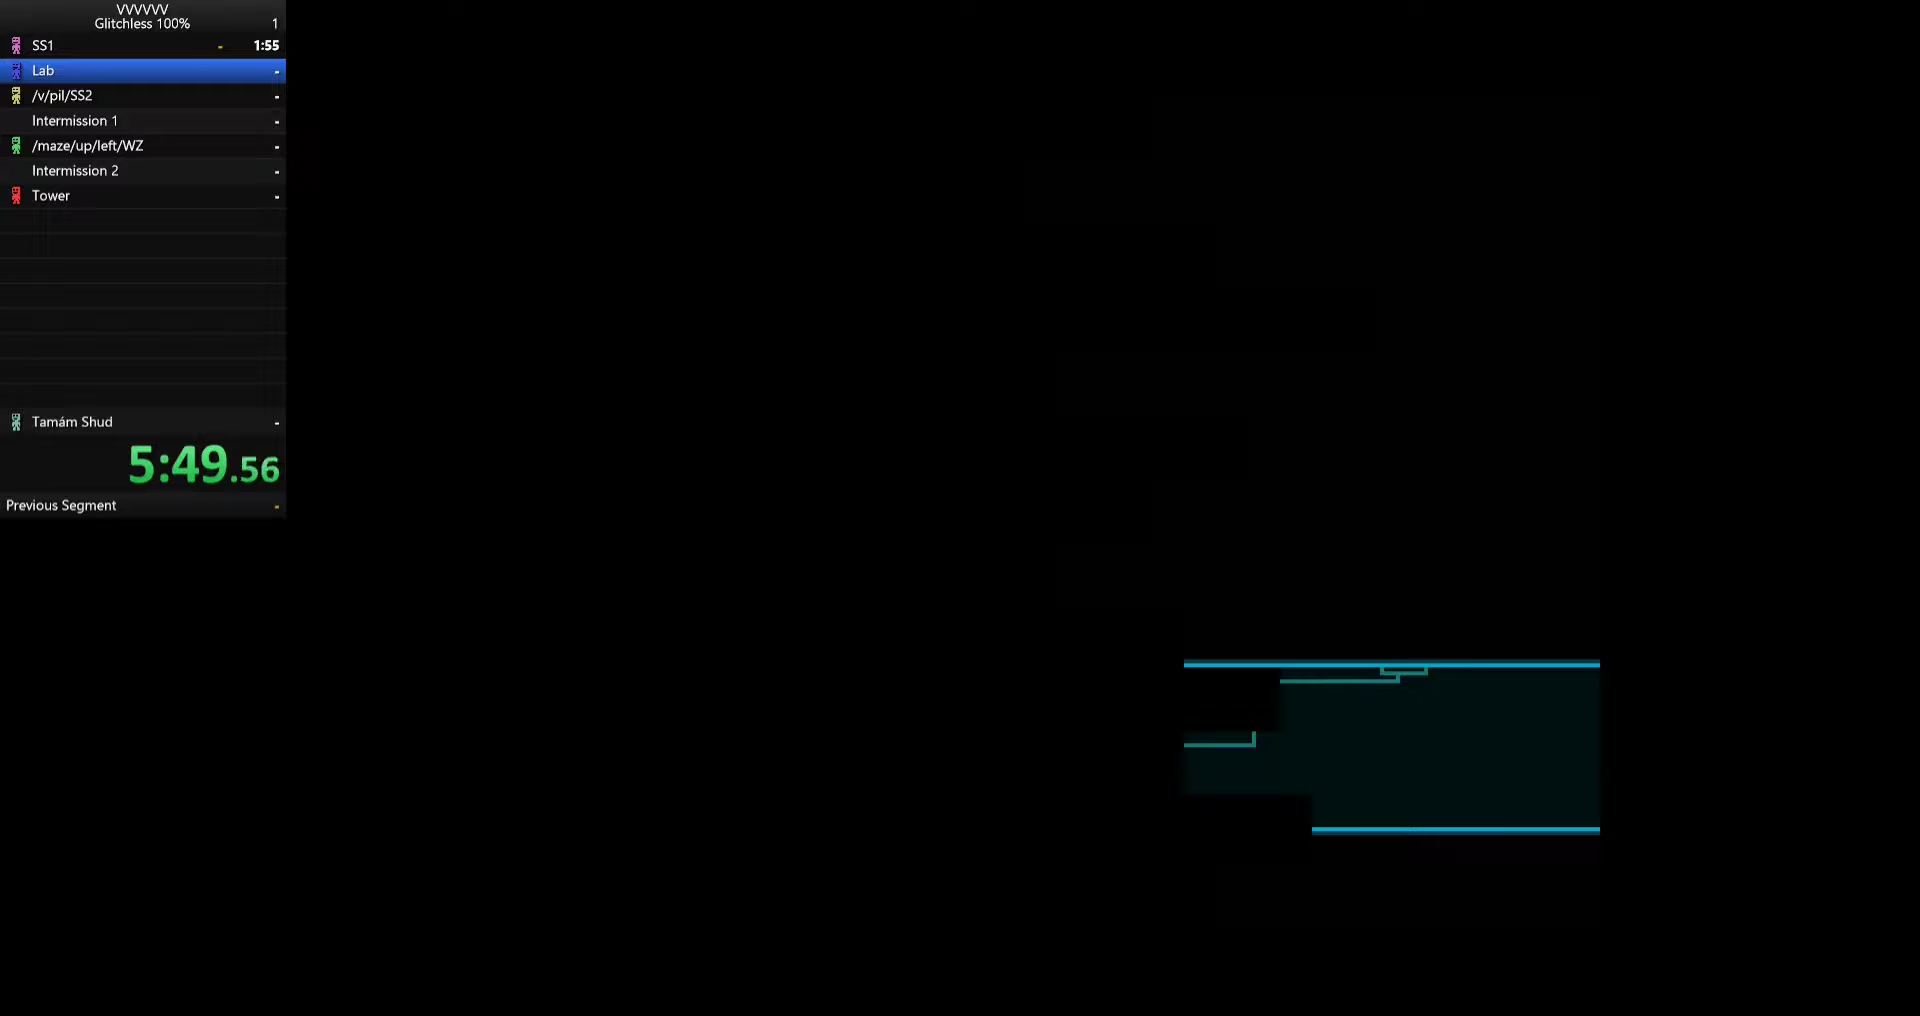 VVVVVV
Glitchless 100% 1
SS1 - 1:55
Lab -
/v/pil/SS2 -
Intermission 1 -
/maze/up/left/WZ -
Intermission 2 -
Tower -
Tamám Shud -
5:49.56
Previous Segment -